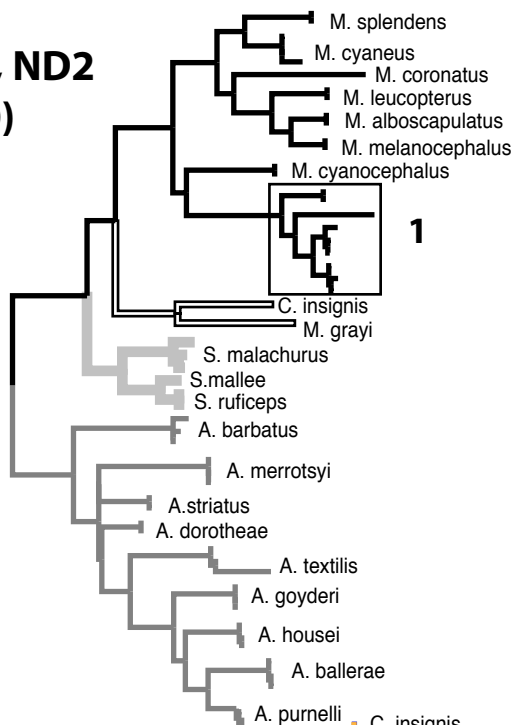 ND2
)
M. splendens
M. cyaneus
M. coronatus
M. leucopterus
M. alboscapulatus
M. melanocephalus
M. cyanocephalus
1
C. insignis
M. grayi
S. malachurus
S.mallee
S. ruficeps
A. barbatus
A. merrotsyi
A.striatus
A. dorotheae
A. textilis
A. goyderi
A. housei
A. ballerae
A. purnelli
C. insignis